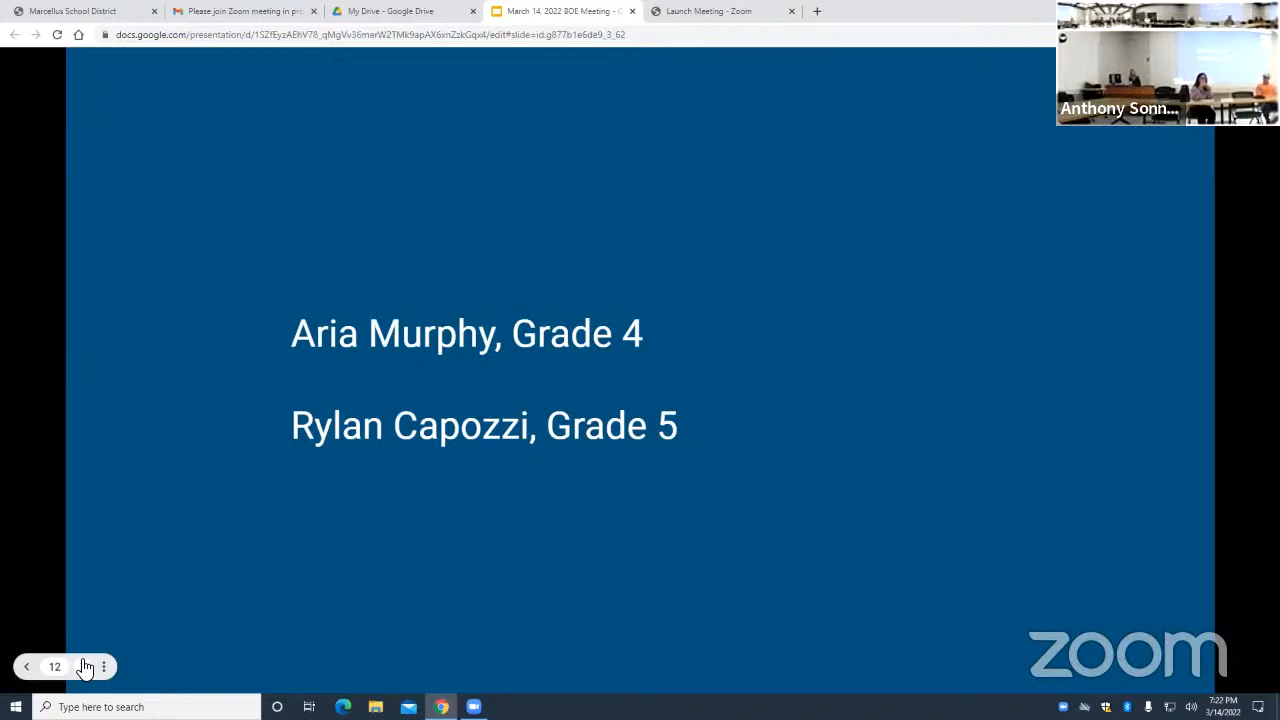 Marcellus School District
Please join Zoom meeting in pro
My Drive - Google Drive
March 14, 2022 BOE Meeting - G
Launch Meeting - Zoom
Anthony Sonn...
Aria Murphy, Grade 4
Rylan Capozzi, Grade 5
12
zoom
Type here to search
7:22 PM
3/14/2022